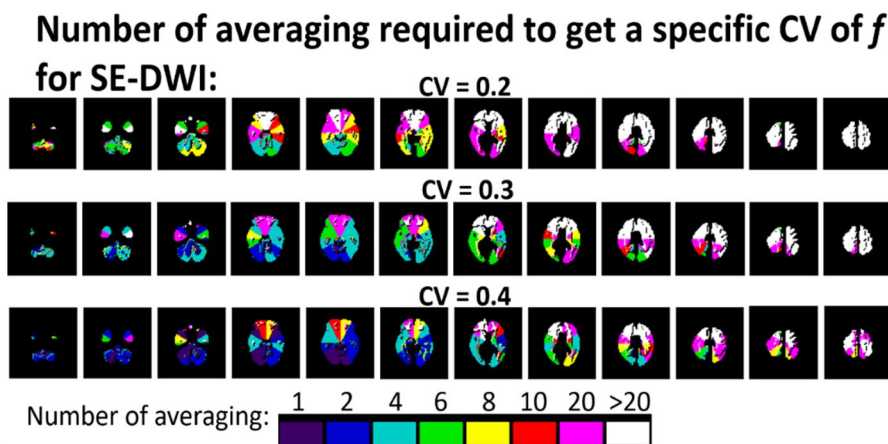 Number of averaging required to get a specific CV of f
for SE-DWI:
CV = 0.2
CV = 0.3
CV = 0.4
1 2 4 6 8 10 20 >20
Number of averaging: